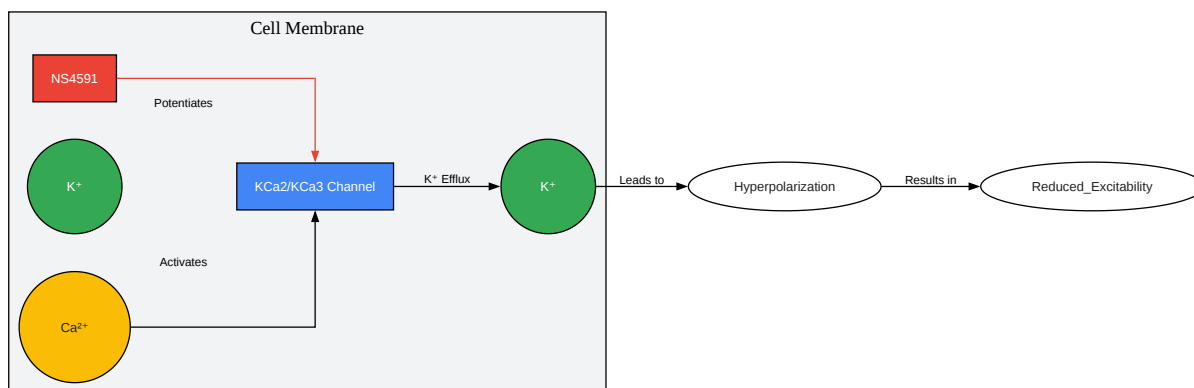 Cell Membrane
NS4591
Potentiates
K⁺
KCa2/KCa3 Channel
K⁺ Efflux
K⁺
Leads to
Hyperpolarization
Results in
Reduced_Excitability
Activates
Ca²⁺